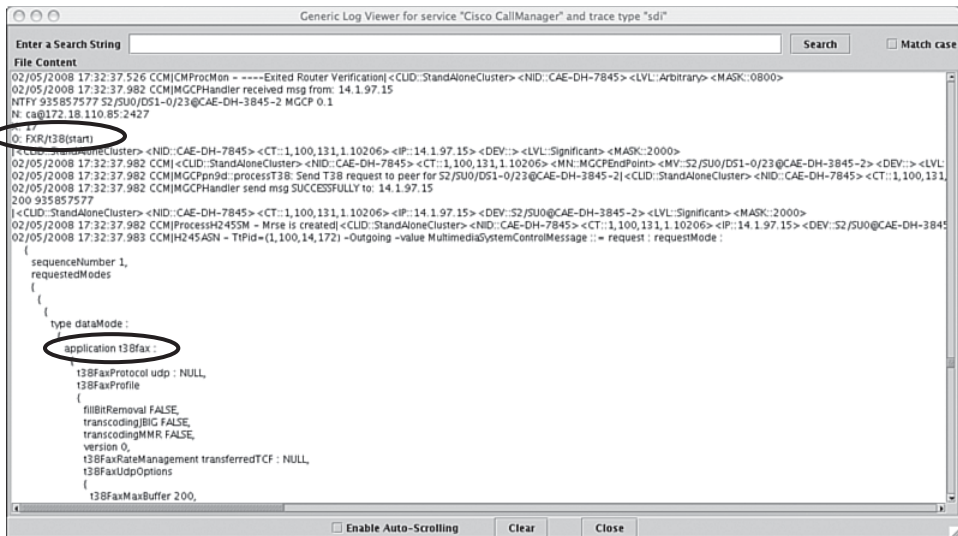 Generic Log Viewer for service "Cisco CallManager" and trace type "sdi"
Enter a Search String Search Match case
File Content
02/05/2008 17:32:37.526 CCM|CMProcMon - ----Exited Router Verification|<CLID::StandAloneCluster><NID::CAE-DH-7845><LVL::Arbitrary><MASK::0800>
02/05/2008 17:32:37.982 CCM|MGCPHandler received msg from: 14.1.97.15
NTFY 935857577 S2/SU0/DS1-0/23@CAE-DH-3845-2 MGCP 0.1
N: ca@172.18.110.85:2427
X: 17
O: FXR/t38(start)
|<CLID::StandAloneCluster><NID::CAE-DH-7845><CT::1,100,131,1.10206><IP::14.1.97.15><DEV::><LVL::Significant><MASK::2000>
02/05/2008 17:32:37.982 CCM|<CLID::StandAloneCluster><NID::CAE-DH-7845><CT::1,100,131,1.10206><MN::MGCPEndPoint><MV::S2/SU0/DS1-0/23@CAE-DH-3845-2><DEV::><LVL:
02/05/2008 17:32:37.982 CCM|MGCPpn9d::processT38: Send T38 request to peer for S2/SU0/DS1-0/23@CAE-DH-3845-2|<CLID::StandAloneCluster><NID::CAE-DH-7845><CT::1,100,131,
02/05/2008 17:32:37.982 CCM|MGCPHandler send msg SUCCESSFULLY to: 14.1.97.15
200 935857577
|<CLID::StandAloneCluster><NID::CAE-DH-7845><CT::1,100,131,1.10206><IP::14.1.97.15><DEV::S2/SU0@CAE-DH-3845-2><LVL::Significant><MASK::2000>
02/05/2008 17:32:37.982 CCM|ProcessH245SM - Mrse is created|<CLID::StandAloneCluster><NID::CAE-DH-7845><CT::1,100,131,1.10206><IP::14.1.97.15><DEV::S2/SU0@CAE-DH-3845
02/05/2008 17:32:37.983 CCM|H245ASN - TtPid=(1,100,14,172) -Outgoing -value MultimediaSystemControlMessage ::= request : requestMode :
{
sequenceNumber 1,
requestedModes
{
{
{
type dataMode :
{
application t38fax :
{
t38FaxProtocol udp : NULL,
t38FaxProfile
{
fillBitRemoval FALSE,
transcodingJBIG FALSE,
transcodingMMR FALSE,
version 0,
t38FaxRateManagement transferredTCF : NULL,
t38FaxUdpOptions
{
t38FaxMaxBuffer 200,
Enable Auto-Scrolling Clear Close